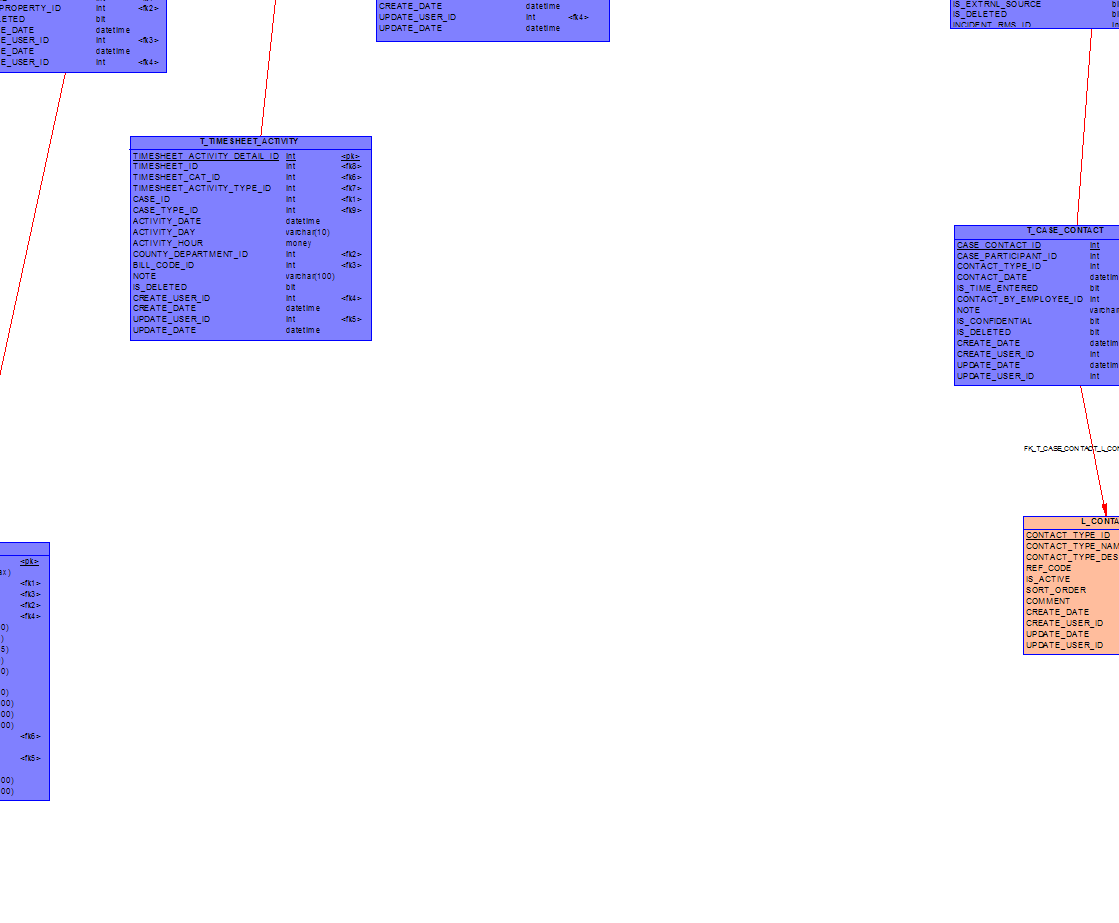 PROPERTY_ID int <fk2>
ETED bit
E_DATE datetime
E_USER_ID int <fk3>
E_DATE datetime
E_USER_ID int <fk4>
CREATE_DATE datetime
UPDATE_USER_ID int <fk4>
UPDATE_DATE datetime
IS_EXTRNL_SOURCE
IS_DELETED
INCIDENT_RMS_ID
T_TIMESHEET_ACTIVITY
TIMESHEET_ACTIVITY_DETAIL_ID int <pk>
TIMESHEET_ID int <fk8>
TIMESHEET_CAT_ID int <fk6>
TIMESHEET_ACTIVITY_TYPE_ID int <fk7>
CASE_ID int <fk1>
CASE_TYPE_ID int <fk9>
ACTIVITY_DATE datetime
ACTIVITY_DAY varchar(10)
ACTIVITY_HOUR money
COUNTY_DEPARTMENT_ID int <fk2>
BILL_CODE_ID int <fk3>
NOTE varchar(100)
IS_DELETED bit
CREATE_USER_ID int <fk4>
CREATE_DATE datetime
UPDATE_USER_ID int <fk5>
UPDATE_DATE datetime
T_CASE_CONTACT
CASE_CONTACT_ID int
CASE_PARTICIPANT_ID int
CONTACT_TYPE_ID int
CONTACT_DATE datetim
IS_TIME_ENTERED bit
CONTACT_BY_EMPLOYEE_ID int
NOTE varchar
IS_CONFIDENTIAL bit
IS_DELETED bit
CREATE_DATE datetim
CREATE_USER_ID int
UPDATE_DATE datetim
UPDATE_USER_ID int
FK_T_CASE_CONTACT_L_CON
L_CONTA
CONTACT_TYPE_ID
CONTACT_TYPE_NAM
CONTACT_TYPE_DES
REF_CODE
IS_ACTIVE
SORT_ORDER
COMMENT
CREATE_DATE
CREATE_USER_ID
UPDATE_DATE
UPDATE_USER_ID
<pk>
ax)
<fk1>
<fk3>
<fk2>
<fk4>
0)
)
5)
)
0)
0)
00)
00)
00)
<fk6>
<fk5>
00)
00)